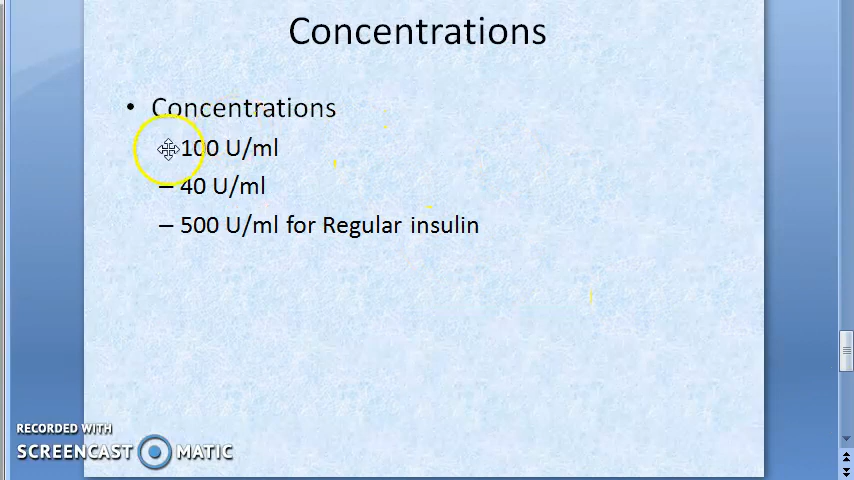 Concentrations
• Concentrations
100 U/ml
– 40 U/ml
– 500 U/ml for Regular insulin
RECORDED WITH
SCREENCAST MATIC